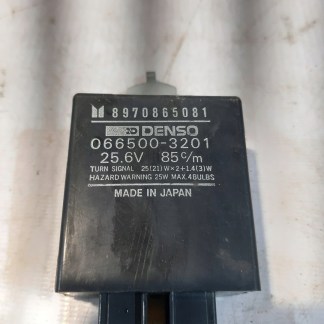 8970865081
DENSO
066500-3201
25.6V 85c/m
TURN SIGNAL 25(21)W×2+1.4(3)W
HAZARD WARNING 25W MAX.4BULBS
MADE IN JAPAN